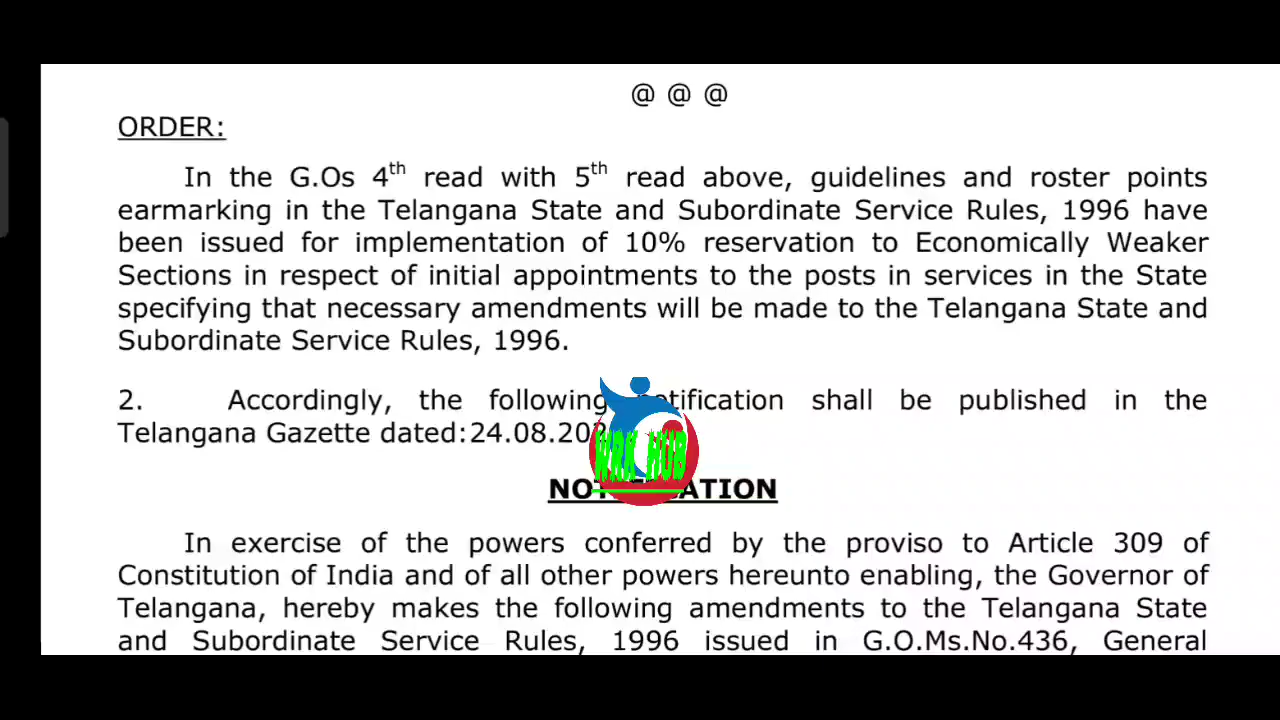 @ @ @
ORDER:
In the G.Os 4th read with 5th read above, guidelines and roster points
earmarking in the Telangana State and Subordinate Service Rules, 1996 have
been issued for implementation of 10% reservation to Economically Weaker
Sections in respect of initial appointments to the posts in services in the State
specifying that necessary amendments will be made to the Telangana State and
Subordinate Service Rules, 1996.
2. Accordingly, the following shall be published in the
Telangana Gazette dated:
WRK HUB
In exercise of the powers conferred by the proviso to Article 309 of
Constitution of India and of all other powers hereunto enabling, the Governor of
Telangana, hereby makes the following amendments to the Telangana State
and Subordinate Service Rules, 1996 issued in G.O.Ms.No.436, General